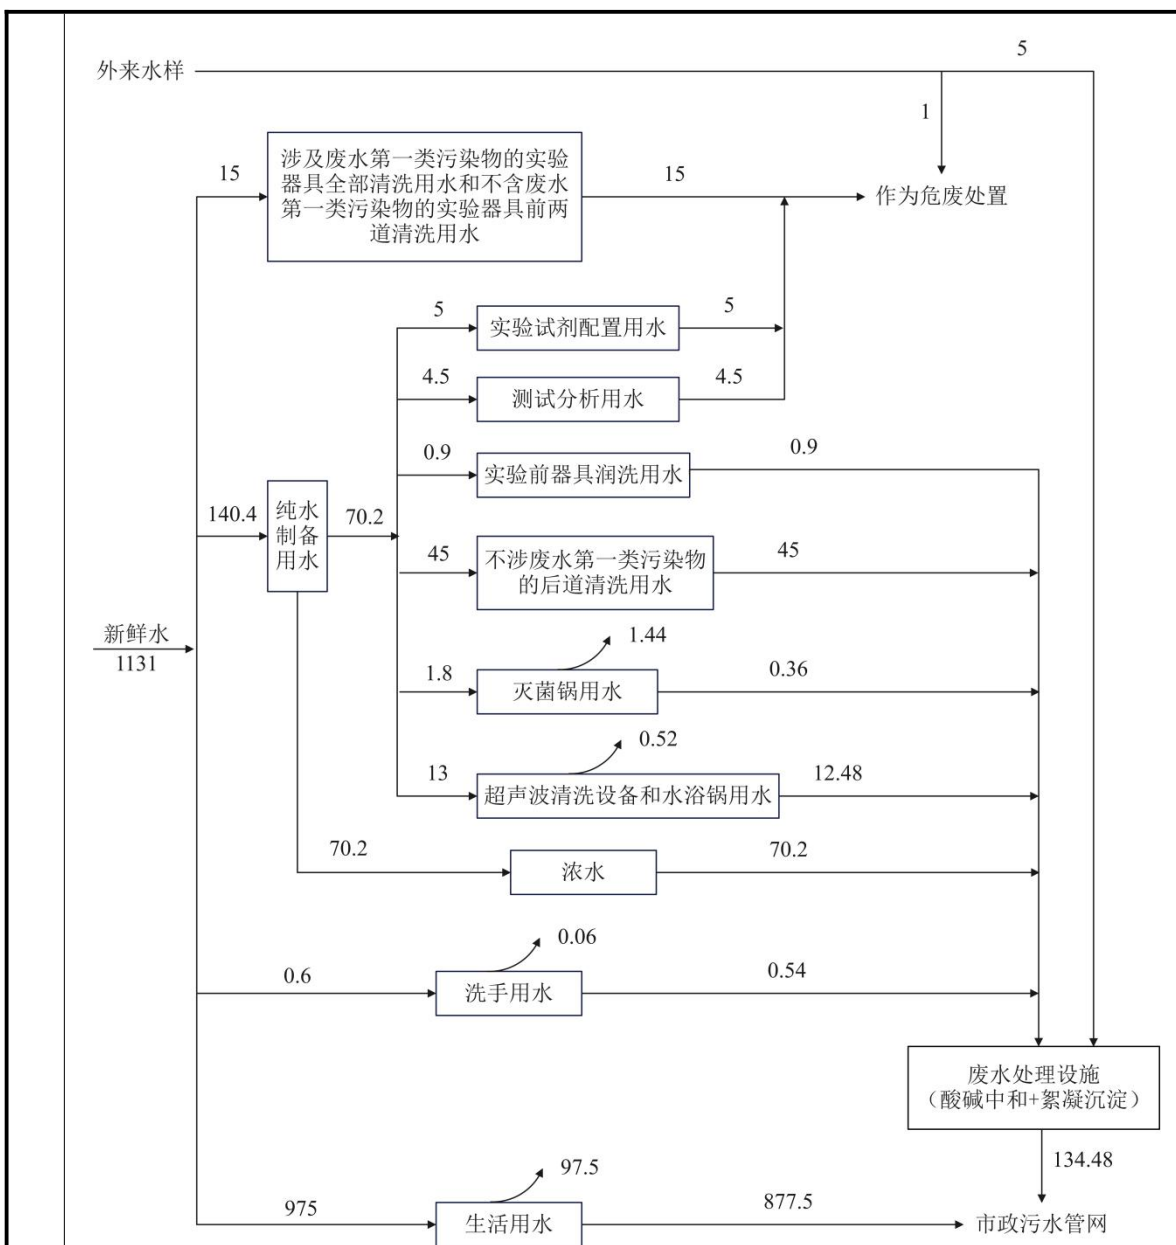 5
外来水样
1
15
涉及废水第一类污染物的实验
器具全部清洗用水和不含废水
第一类污染物的实验器具前两
道清洗用水
15
作为危废处置
5
实验试剂配置用水
5
4.5
测试分析用水
4.5
0.9
实验前器具润洗用水
0.9
140.4
纯水
制备
用水
70.2
45
不涉废水第一类污染物
的后道清洗用水
45
新鲜水
1131
1.44
1.8
灭菌锅用水
0.36
0.52
13
超声波清洗设备和水浴锅用水
12.48
70.2
浓水
70.2
0.06
0.6
洗手用水
0.54
废水处理设施
（酸碱中和+絮凝沉淀）
134.48
97.5
975
生活用水
877.5
市政污水管网